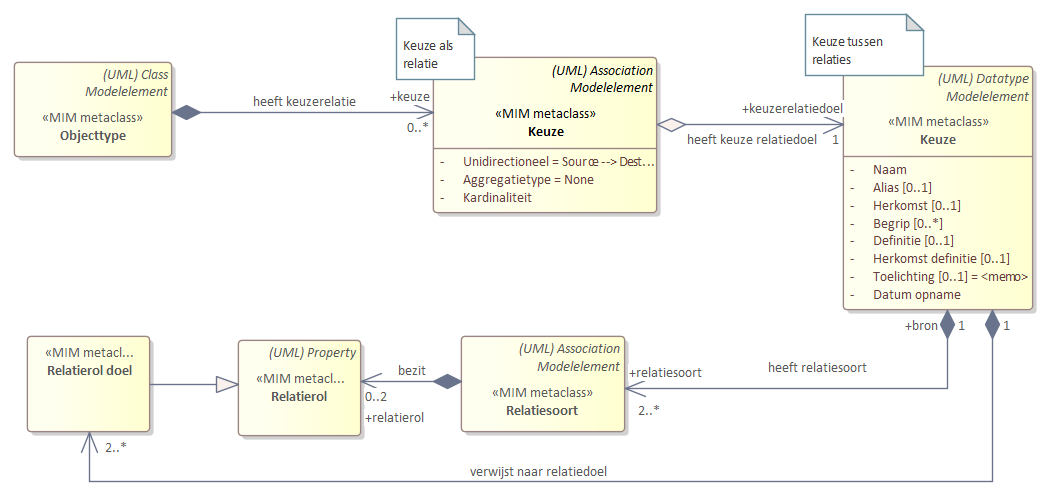 Keuze als
relatie
Keuze tussen
relaties
(UML) Class
Modelelement
«MIM metaclass»
Objecttype
heeft keuzerelatie
+keuze
0..*
(UML) Association
Modelelement
«MIM metaclass»
Keuze
- Unidirectioneel = Source --> Dest...
- Aggregatietype = None
- Kardinaliteit
+keuzerelatiedoel
heeft keuze relatiedoel
1
(UML) Datatype
Modelelement
«MIM metaclass»
Keuze
- Naam
- Alias [0..1]
- Herkomst [0..1]
- Begrip [0..*]
- Definitie [0..1]
- Herkomst definitie [0..1]
- Toelichting [0..1] = <memo>
- Datum opname
+bron
1
1
«MIM metacl...
Relatierol doel
2..*
(UML) Property
«MIM metacl...
Relatierol
bezit
0..2
+relatierol
(UML) Association
Modelelement
«MIM metaclass»
Relatiesoort
+relatiesoort
2..*
heeft relatiesoort
verwijst naar relatiedoel